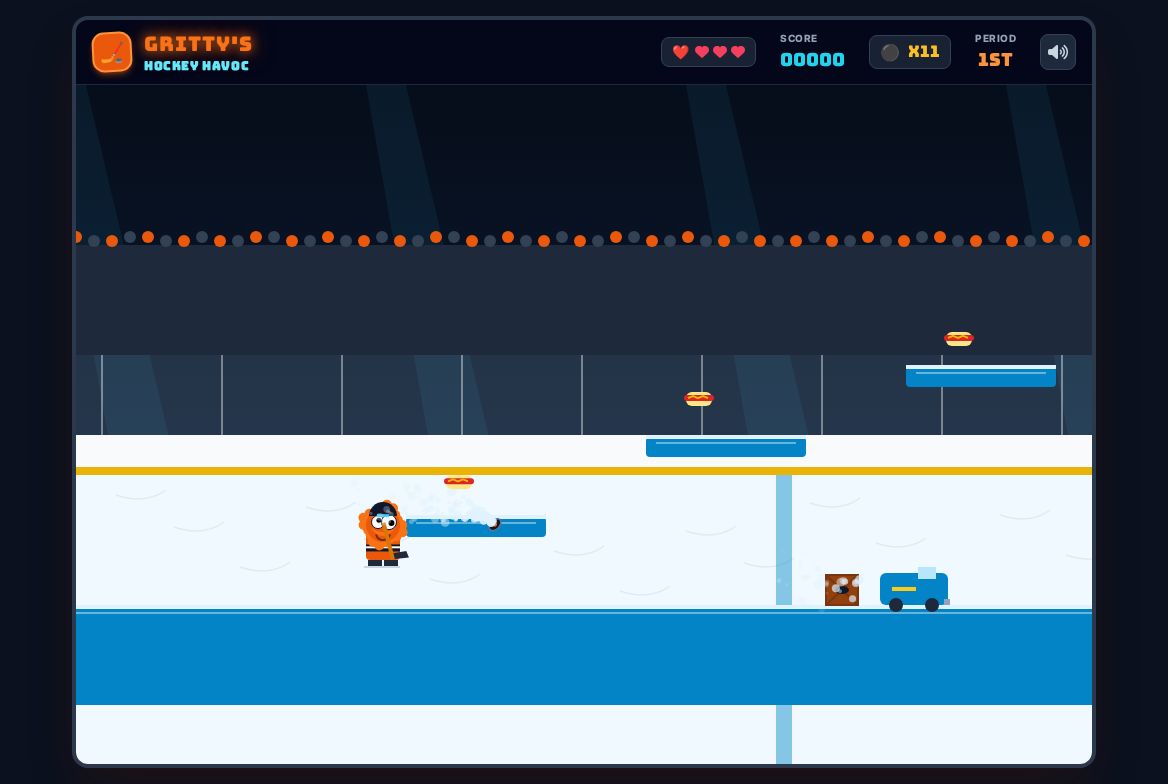 GRITTY'S
HOCKEY HAVOC
SCORE
00000
X11
PERIOD
1ST